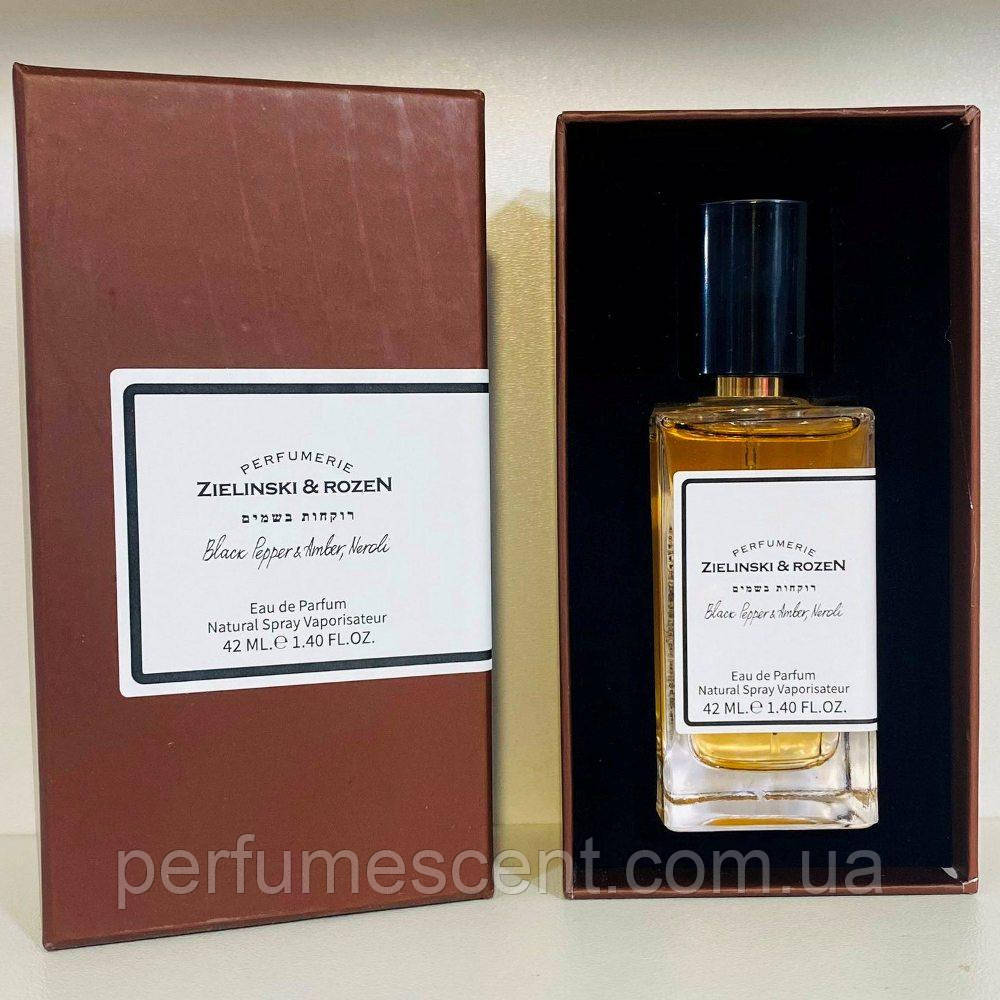 PERFUMERIE
ZIELINSKI & ROZEN
רוקחות בשמים
Black Pepper & Amber, Neroli
Eau de Parfum
Natural Spray Vaporisateur
42 ML.℮ 1.40 FL.OZ.
PERFUMERIE
ZIELINSKI & ROZEN
רוקחות בשמים
Black Pepper & Amber, Neroli
Eau de Parfum
Natural Spray Vaporisateur
42 ML.℮ 1.40 FL.OZ.
perfumescent.com.ua